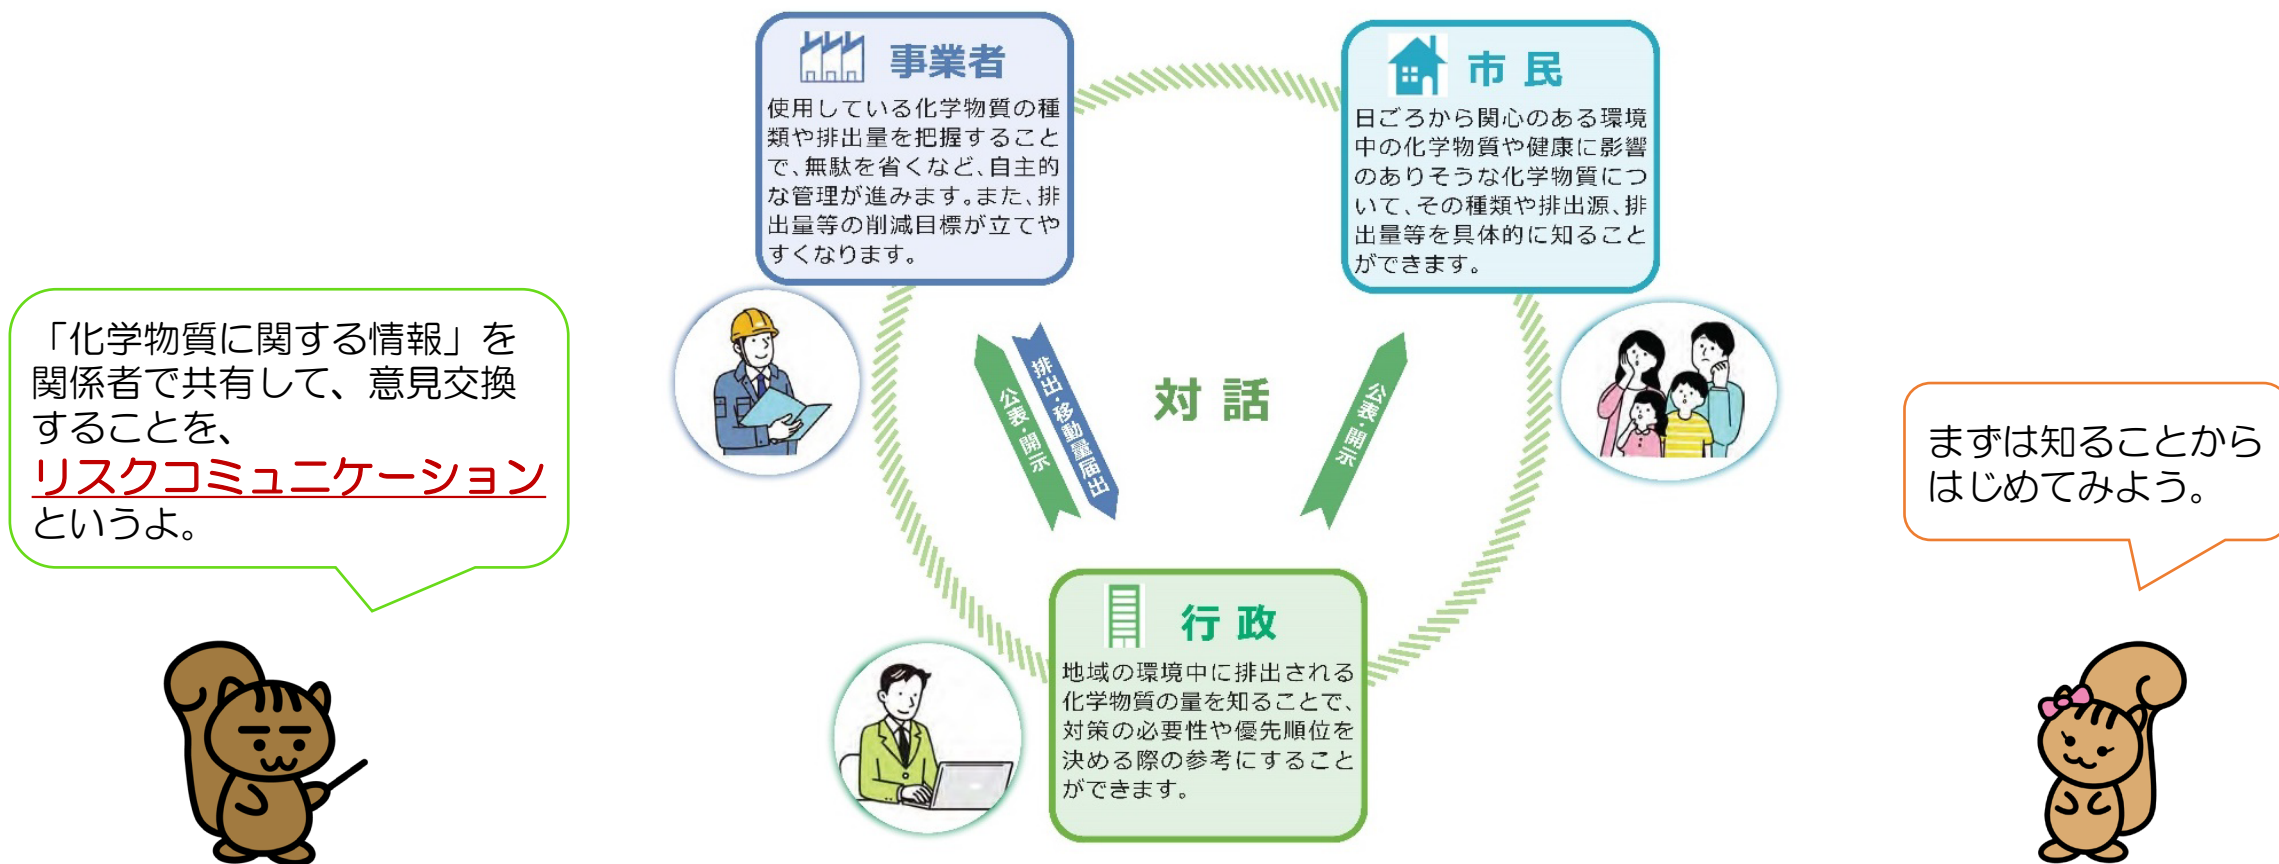 事業者
使用している化学物質の種
類や排出量を把握すること
で、無駄を省くなど、自主的
な管理が進みます。また、排
出量等の削減目標が立てや
すくなります。
市民
日ごろから関心のある環境
中の化学物質や健康に影響
のありそうな化学物質につ
いて、その種類や排出源、排
出量等を具体的に知ること
ができます。
「化学物質に関する情報」を
関係者で共有して、意見交換
することを、
リスクコミュニケーション
というよ。
公表・開示
排出・移動量届出
対話
公表・開示
まずは知ることから
はじめてみよう。
行政
地域の環境中に排出される
化学物質の量を知ることで、
対策の必要性や優先順位を
決める際の参考にすること
ができます。